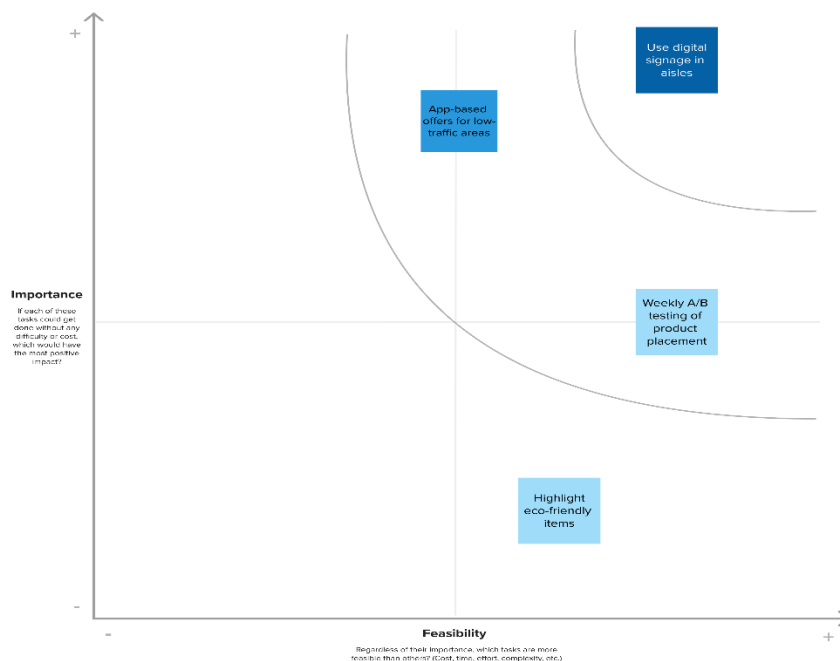 +
Use digital
signage in
aisles
App-based
offers for low-
traffic areas
Importance
If each of these
tasks could get
done without any
difficulty or cost,
which would have
the most positive
impact?
Weekly A/B
testing of
product
placement
Highlight
eco-friendly
items
-
-
Feasibility
+
Regardless of their importance, which tasks are more
feasible than others? (Cost, time, effort, complexity, etc.)